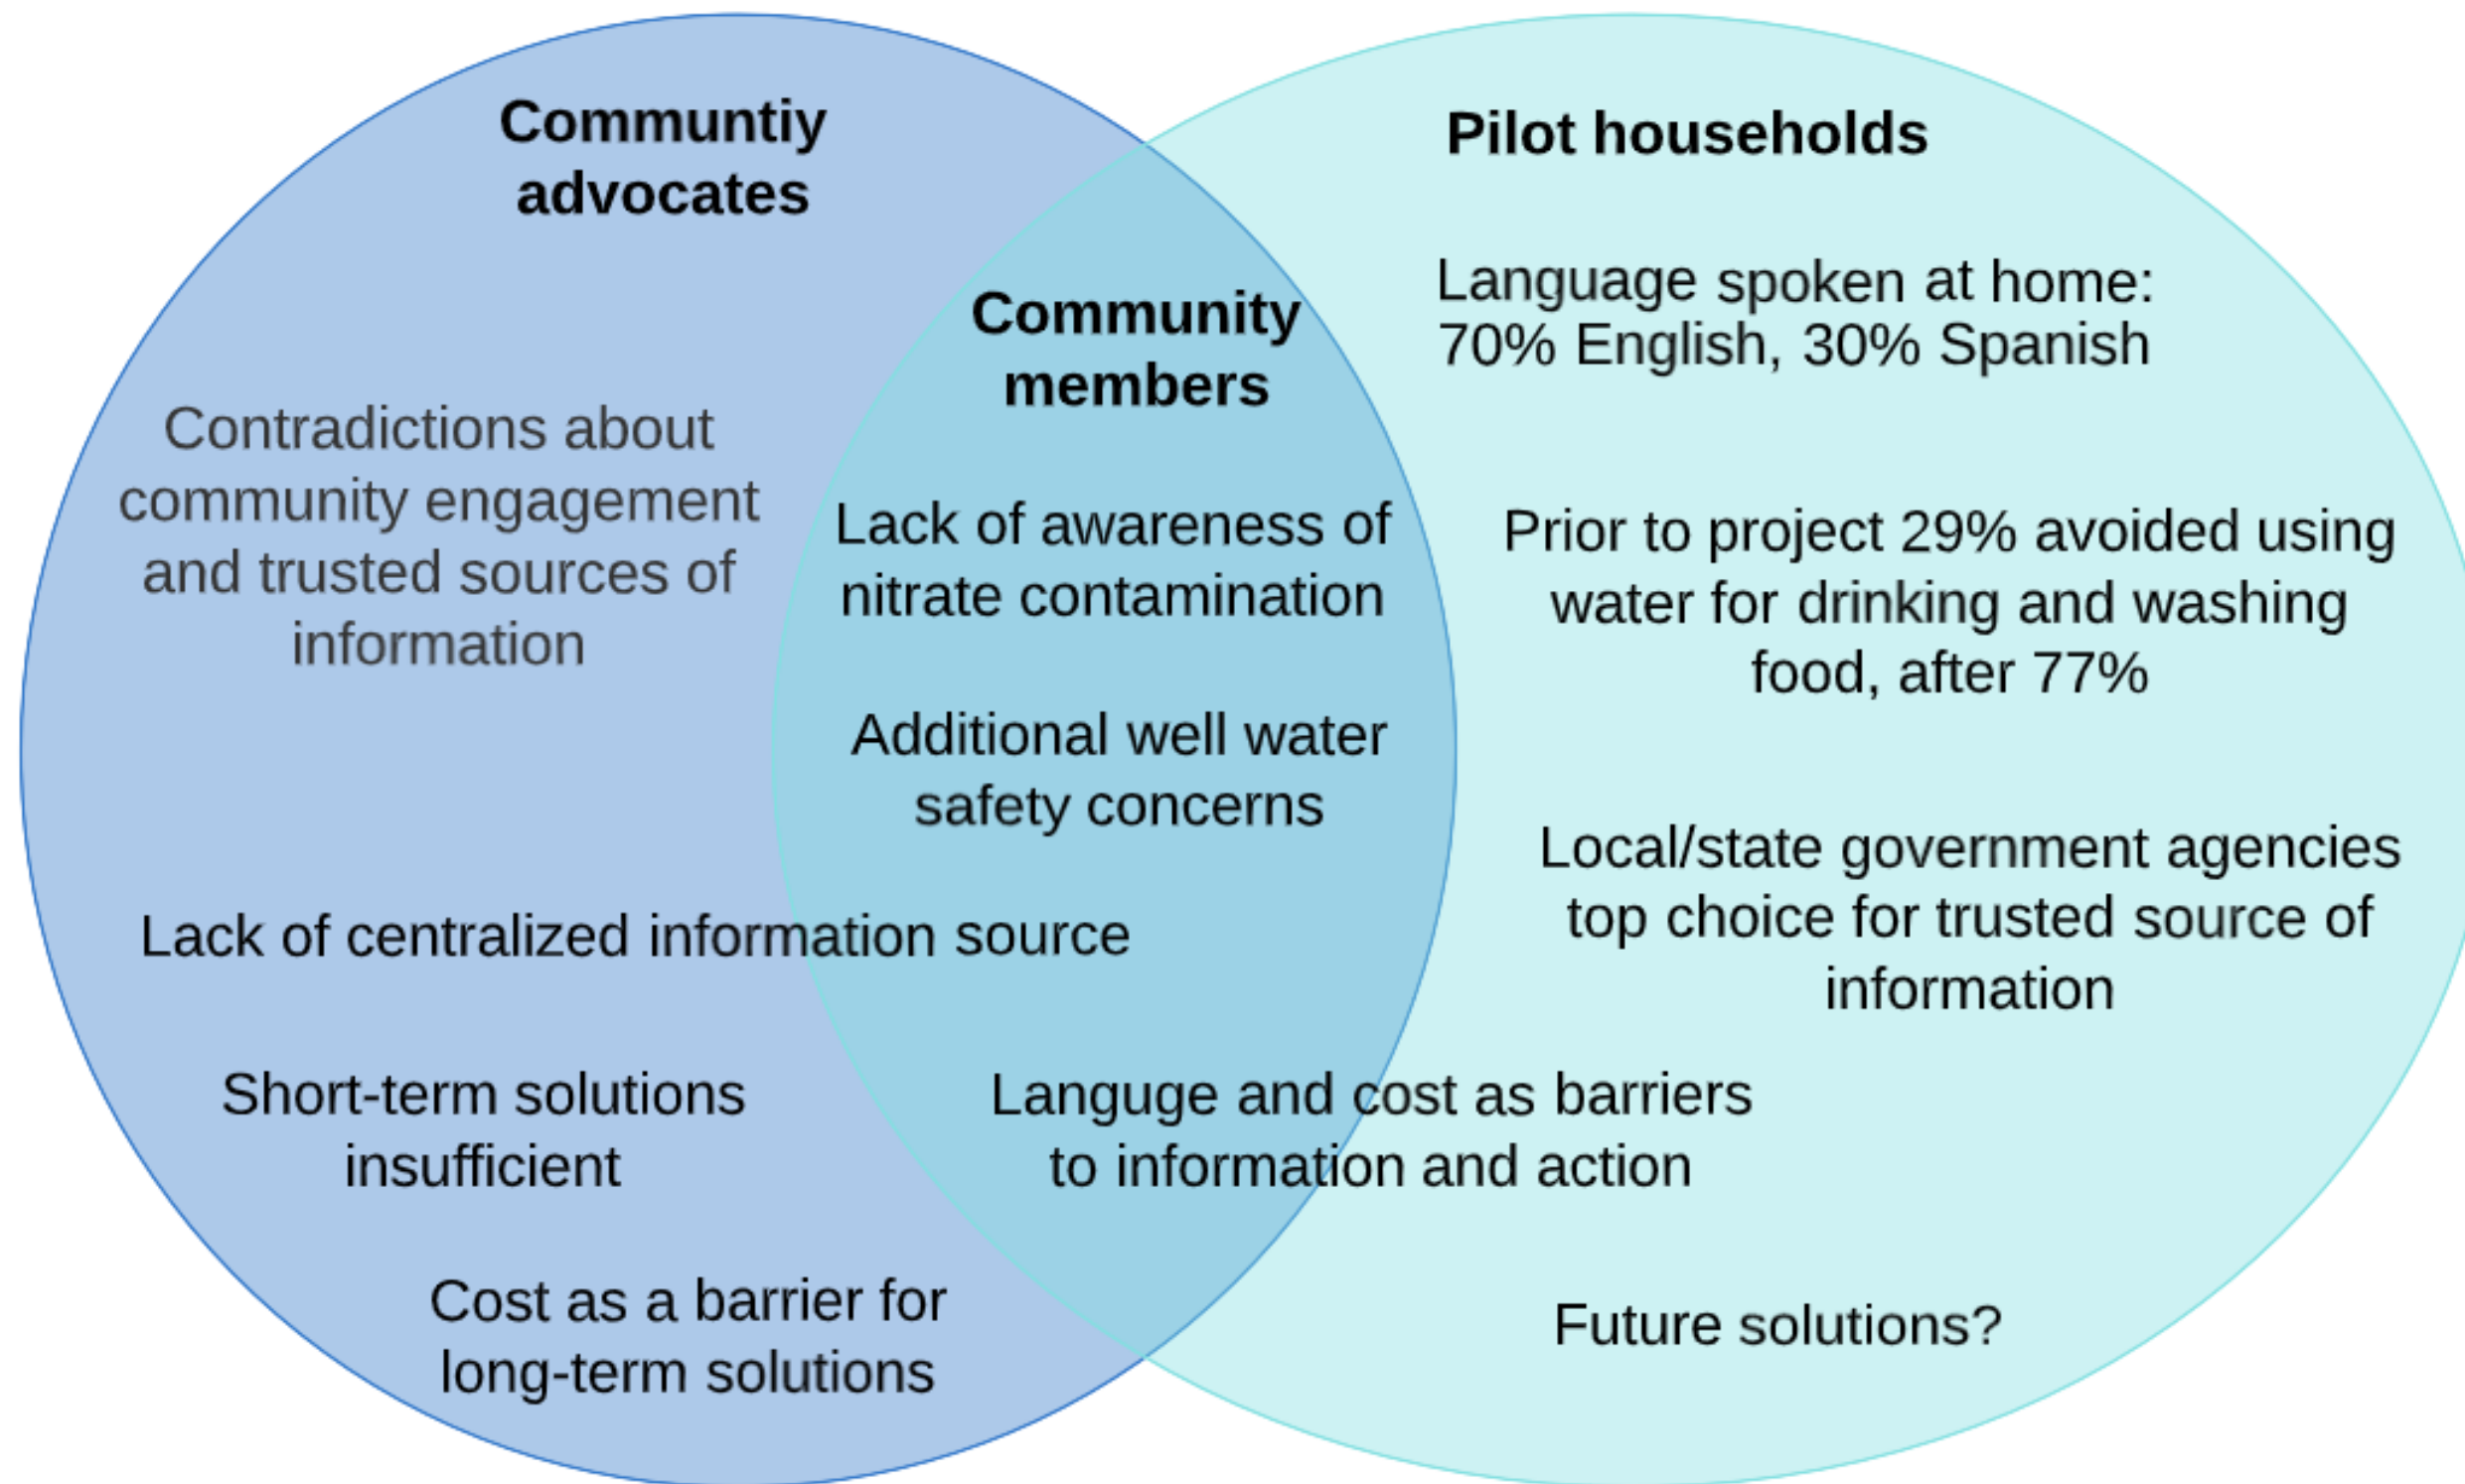 Communtiy
advocates
Contradictions about
community engagement
and trusted sources of
information
Lack of centralized information source
Short-term solutions
insufficient
Cost as a barrier for
long-term solutions
Community
members
Lack of awareness of
nitrate contamination
Additional well water
safety concerns
Languge and cost as barriers
to information and action
Pilot households
Language spoken at home:
70% English, 30% Spanish
Prior to project 29% avoided using
water for drinking and washing
food, after 77%
Local/state government agencies
top choice for trusted source of
information
Future solutions?